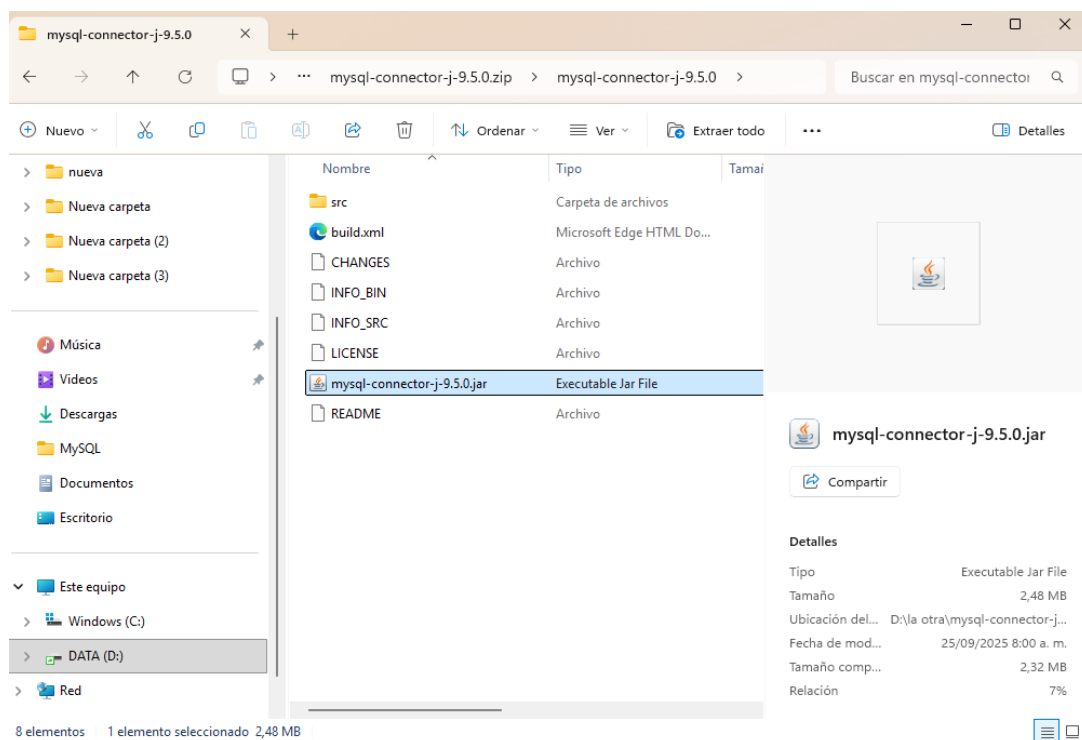 mysql-connector-j-9.5.0
mysql-connector-j-9.5.0.zip > mysql-connector-j-9.5.0 >
Buscar en mysql-connector
Nuevo
Ordenar
Ver
Extraer todo
Detalles
nueva
Nueva carpeta
Nueva carpeta (2)
Nueva carpeta (3)
Música
Videos
Descargas
MySQL
Documentos
Escritorio
Este equipo
Windows (C:)
DATA (D:)
Red
Nombre Tipo Tamañ
src Carpeta de archivos
build.xml Microsoft Edge HTML Do...
CHANGES Archivo
INFO_BIN Archivo
INFO_SRC Archivo
LICENSE Archivo
mysql-connector-j-9.5.0.jar Executable Jar File
README Archivo
mysql-connector-j-9.5.0.jar
Compartir
Detalles
Tipo Executable Jar File
Tamaño 2,48 MB
Ubicación del... D:\la otra\mysql-connector-j...
Fecha de mod... 25/09/2025 8:00 a. m.
Tamaño comp... 2,32 MB
Relación 7%
8 elementos 1 elemento seleccionado 2,48 MB